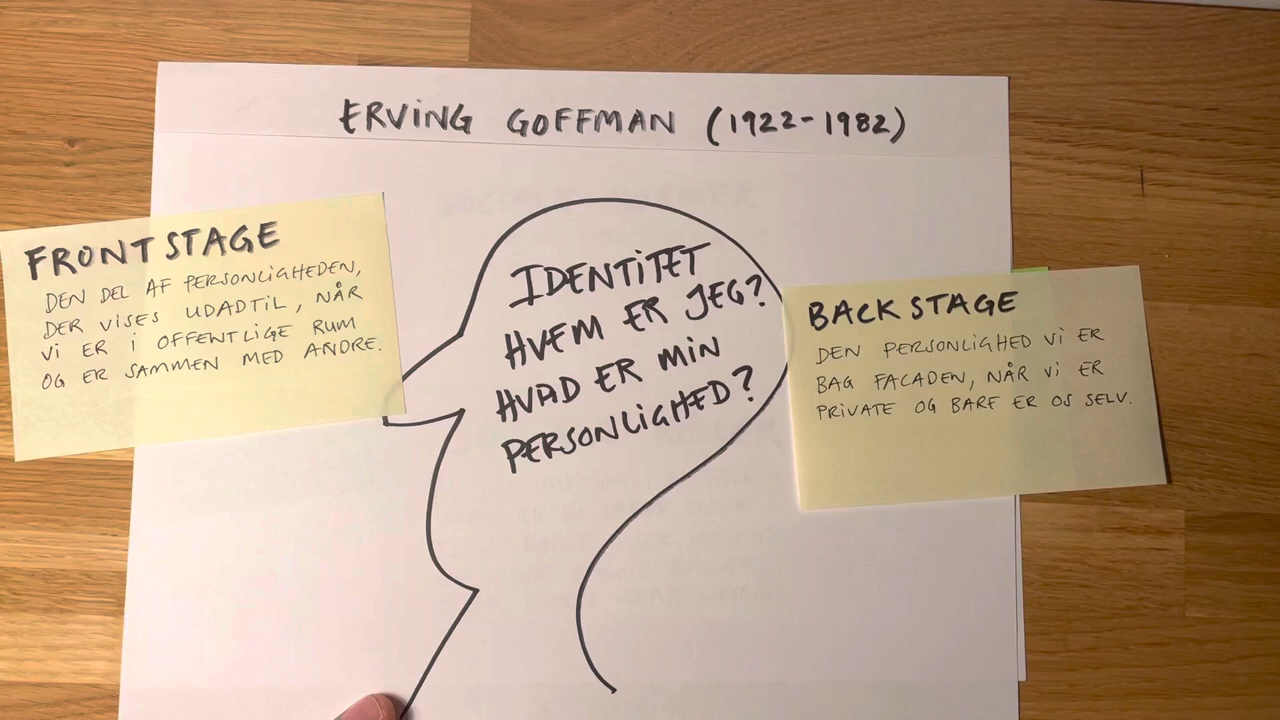 ERVING GOFFMAN (1922-1982)
FRONTSTAGE
DEN DEL AF PERSONLIGHEDEN,
DER VISES UDADTIL, NÅR
VI ER I OFFENTLIGE RUM
OG ER SAMMEN MED ANDRE.
IDENTITET
HVEM ER JEG?
HVAD ER MIN
PERSONLIGHED?
BACK STAGE
DEN PERSONLIGHED VI ER
BAG FACADEN, NÅR VI ER
PRIVATE OG BARE ER OS SELV.